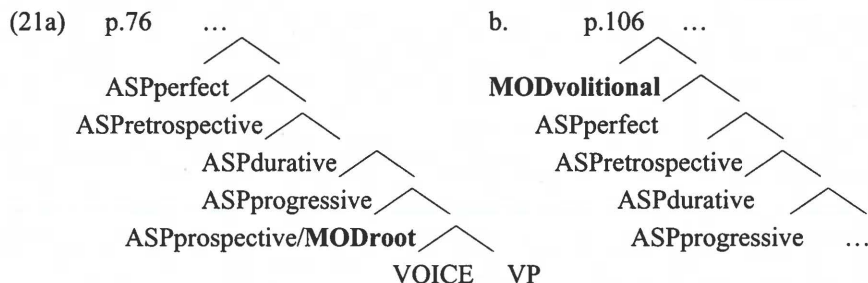 (21a) p.76 … b. p.106 …
ASPperfect MODvolitional
ASPretrospective ASPperfect
ASPdurative ASPretrospective
ASPprogressive ASPdurative
ASPprospective/MODroot ASPprogressive …
VOICE VP